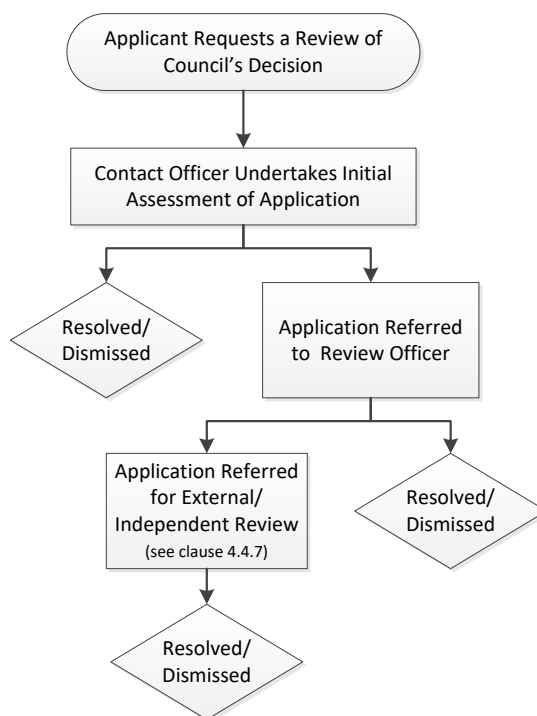 Applicant Requests a Review of
Council's Decision
Contact Officer Undertakes Initial
Assessment of Application
Resolved/
Dismissed
Application Referred
to Review Officer
Application Referred
for External/
Independent Review
(see clause 4.4.7)
Resolved/
Dismissed
Resolved/
Dismissed